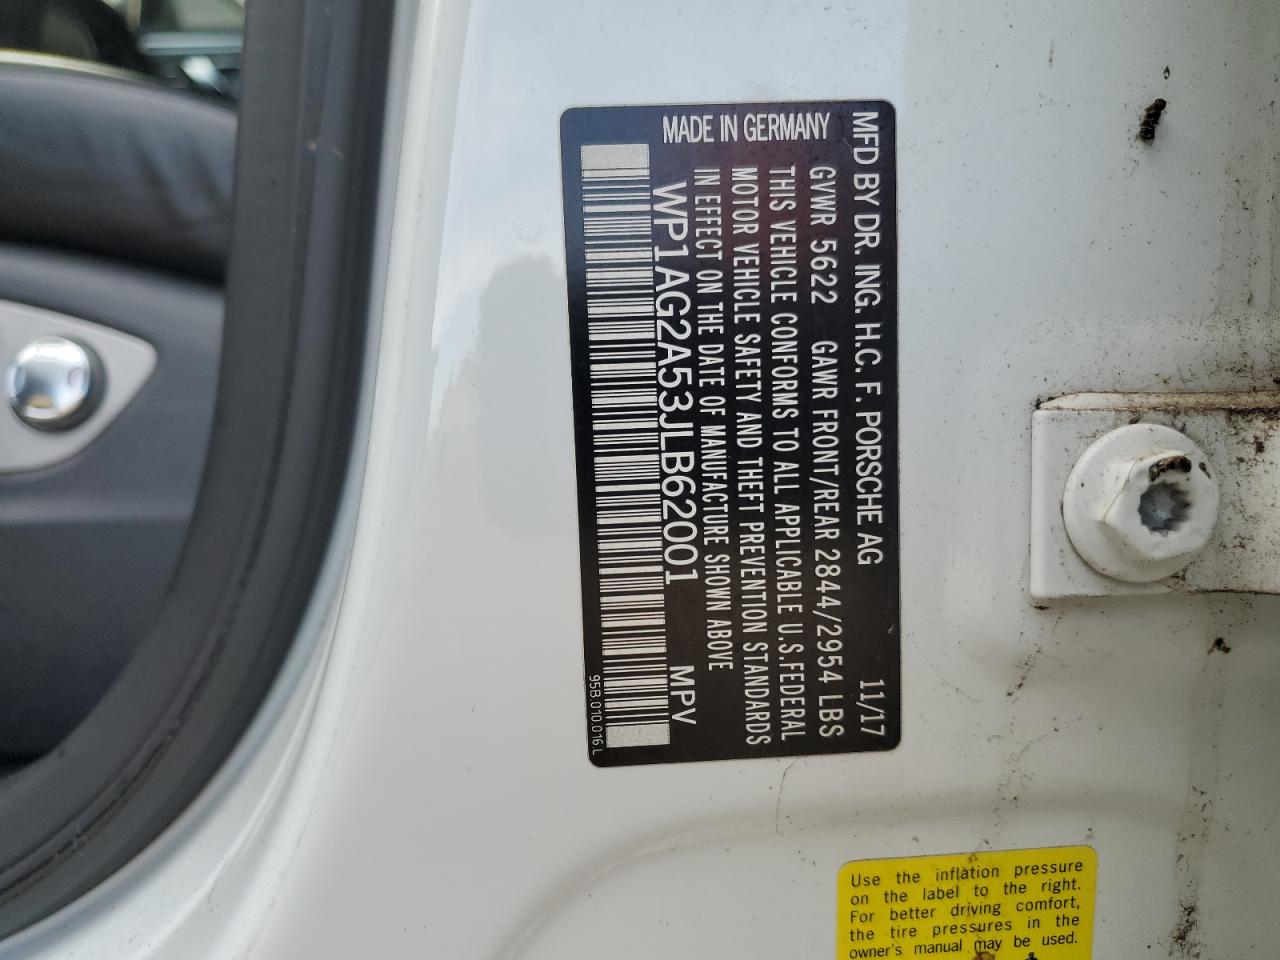 MFD BY DR. ING. H.C. F. PORSCHE AG 11/17
GVWR 5622 GAWR FRONT/REAR 2844/2954 LBS
THIS VEHICLE CONFORMS TO ALL APPLICABLE U.S.FEDERAL
MOTOR VEHICLE SAFETY AND THEFT PREVENTION STANDARDS
IN EFFECT ON THE DATE OF MANUFACTURE SHOWN ABOVE
MADE IN GERMANY
WP1AG2A53JLB62001 MPV
95B.010.016 L
Use the inflation pressure
on the label to the right.
For better driving comfort,
the tire pressures in the
owner's manual may be used.